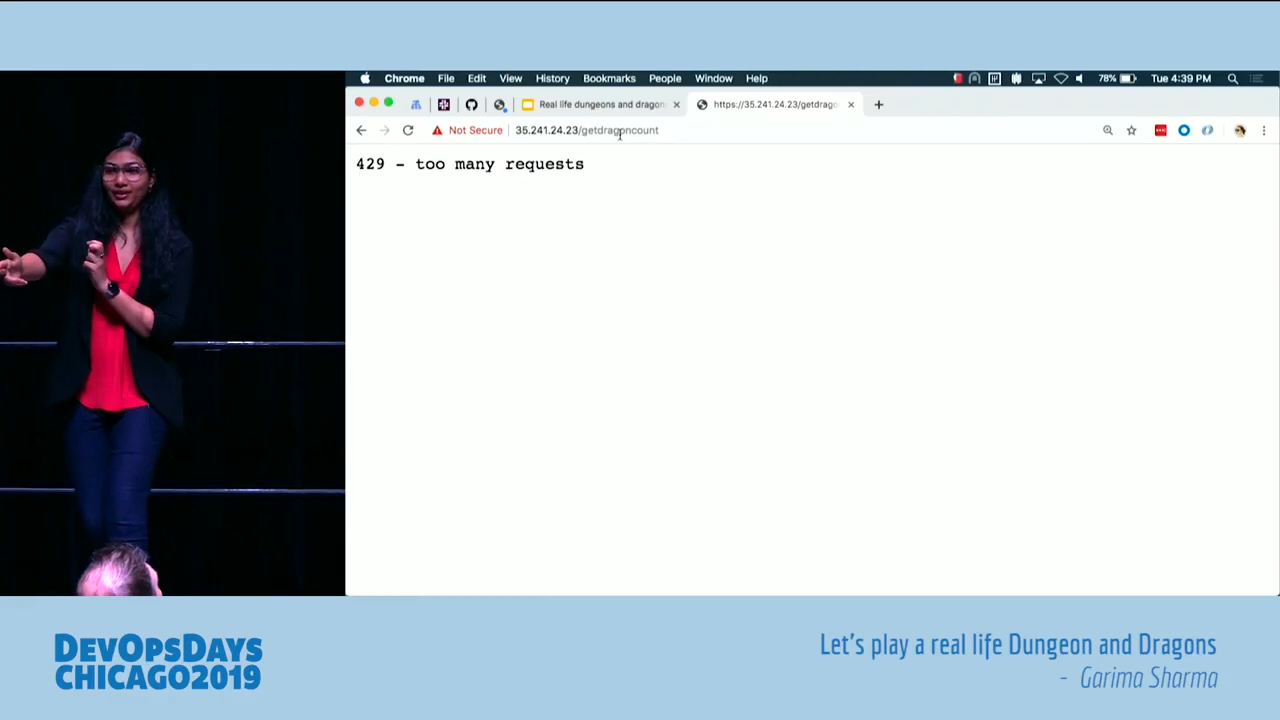 Chrome File Edit View History Bookmarks People Window Help
78% Tue 4:39 PM
Real life dungeons and dragon
https://35.241.24.23/getdrago
Not Secure 35.241.24.23/getdragoncount
429 - too many requests
DEVOPSDAYS
CHICAGO2019
Let's play a real life Dungeon and Dragons
- Garima Sharma